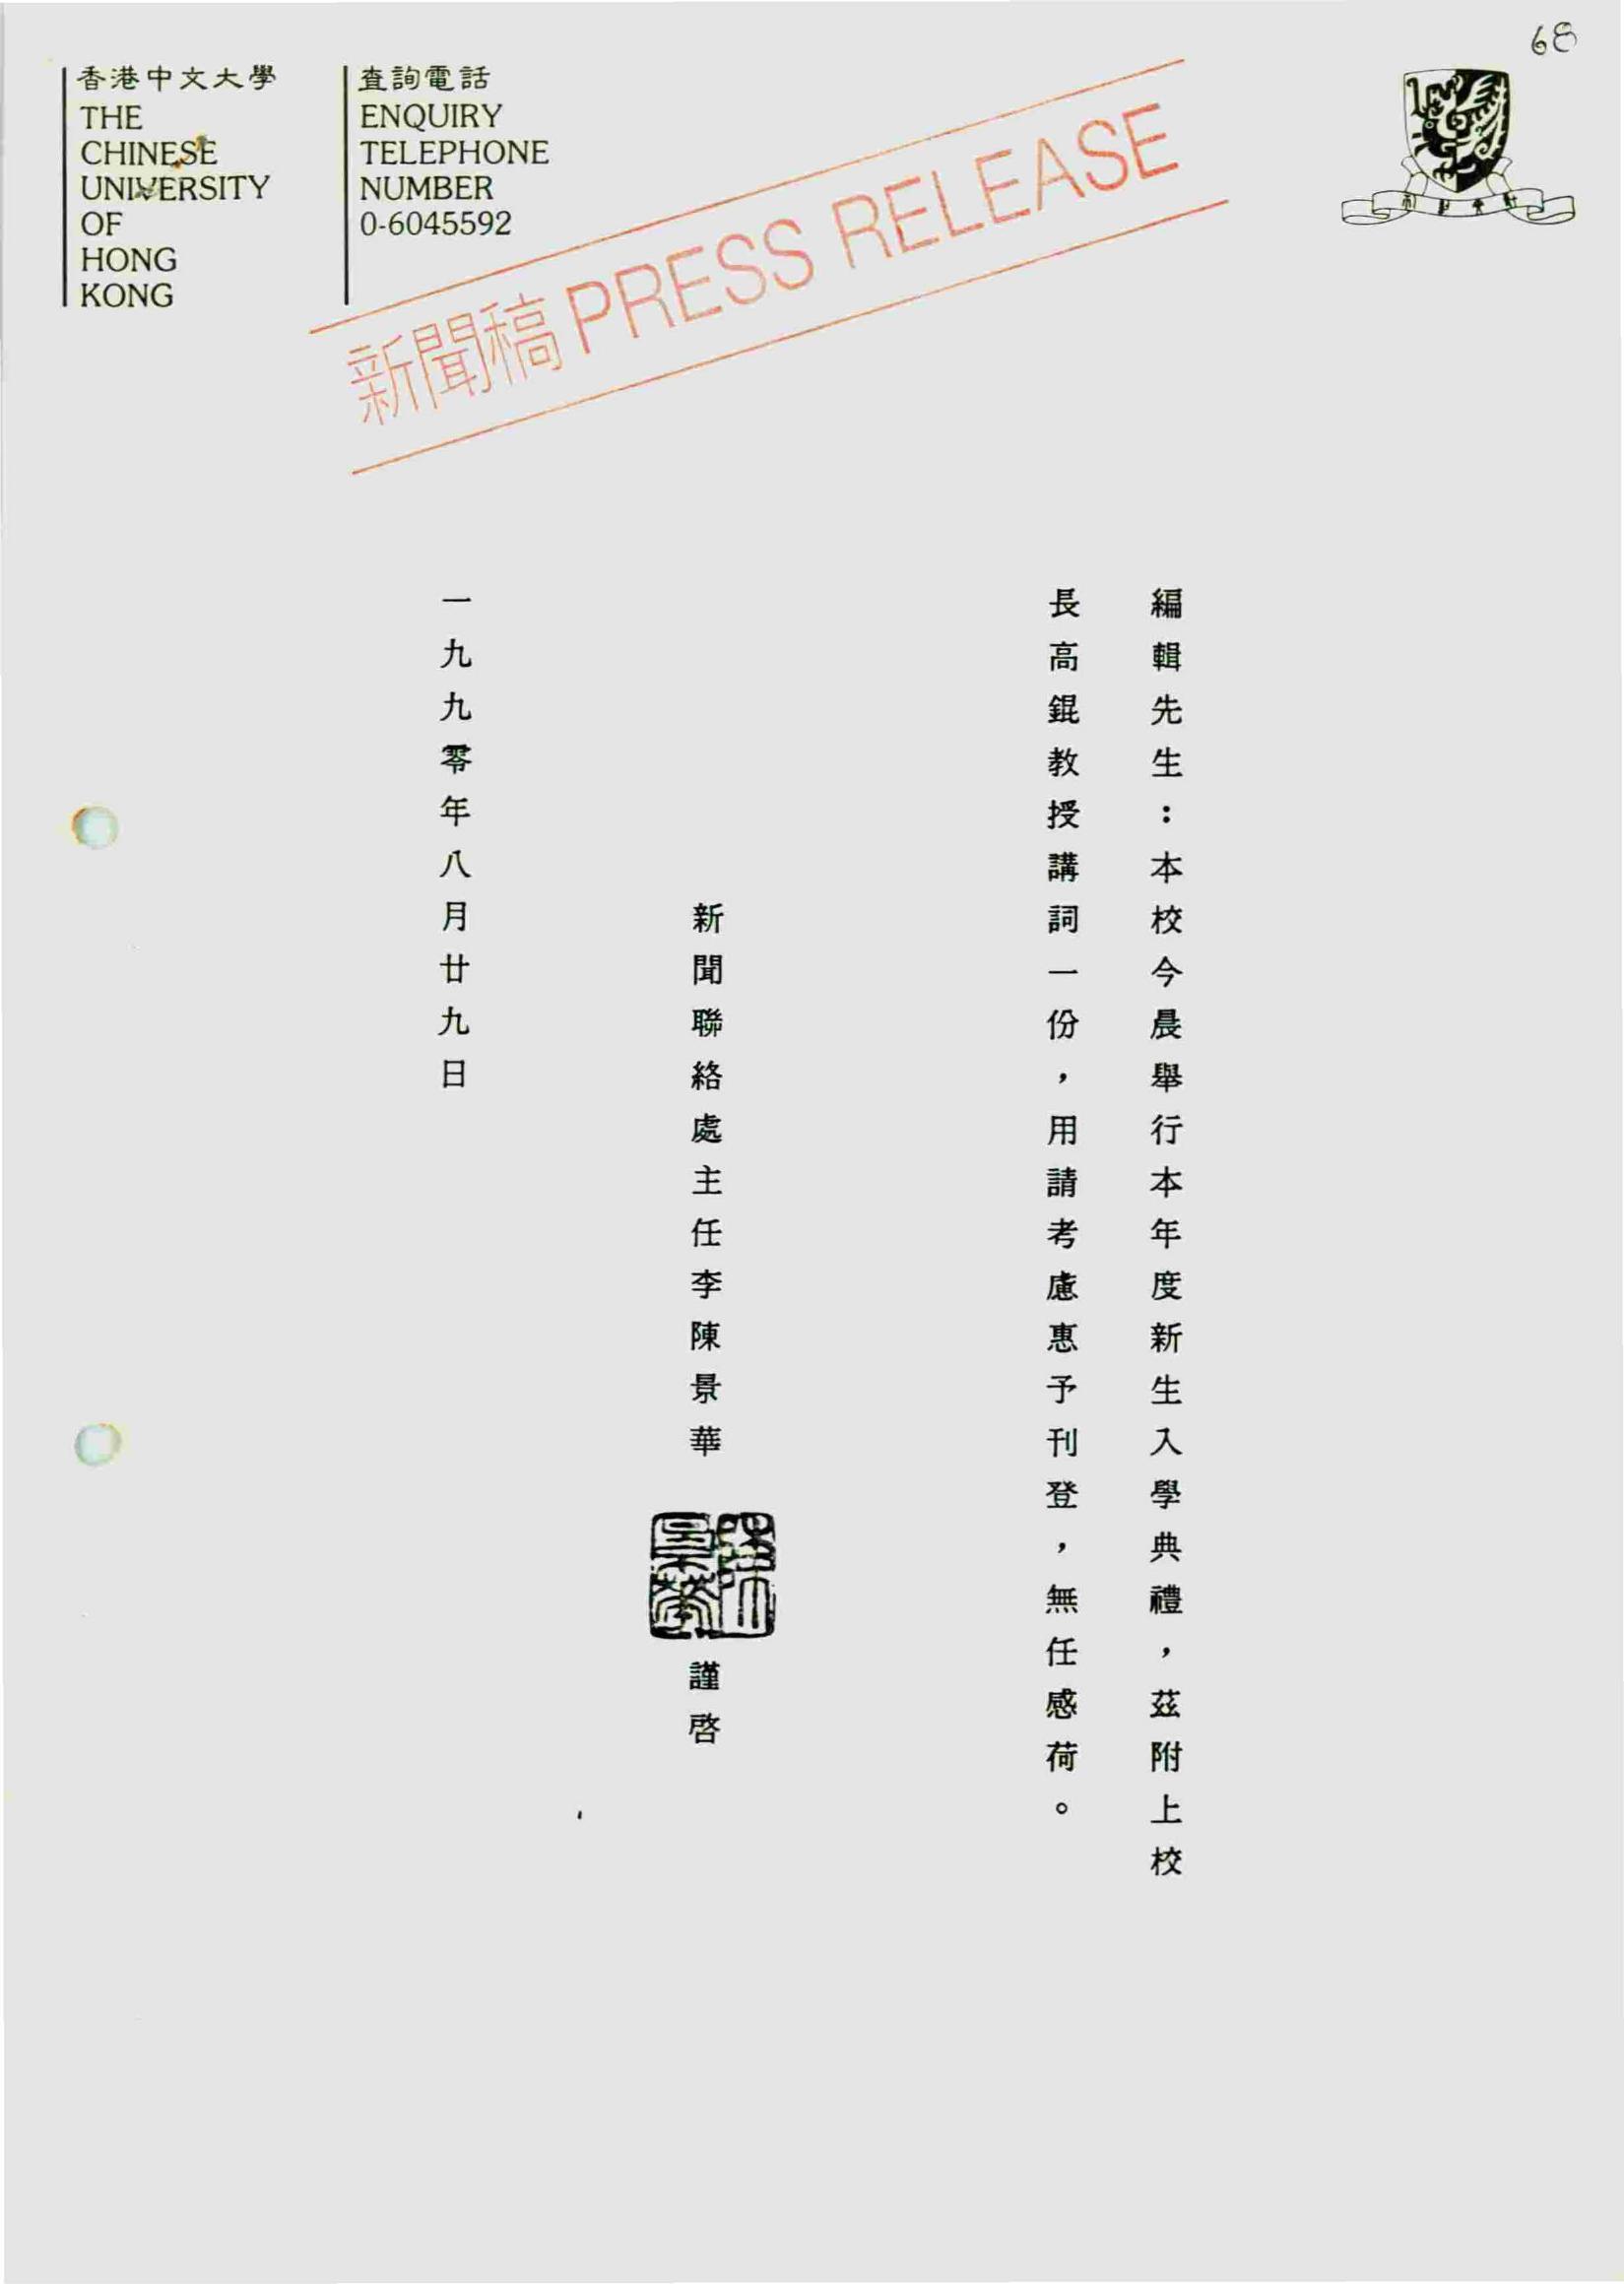 68
香港中文大學
THE
CHINESE
UNIVERSITY
OF
HONG
KONG
查詢電話
ENQUIRY
TELEPHONE
NUMBER
0-6045592
新聞稿 PRESS RELEASE
編輯先生：本校今晨舉行本年度新生入學典禮，茲附上校
長高錕教授講詞一份，用請考慮惠予刊登，無任感荷。
新聞聯絡處主任李陳景華
陳景華
謹啓
一九九零年八月廿九日